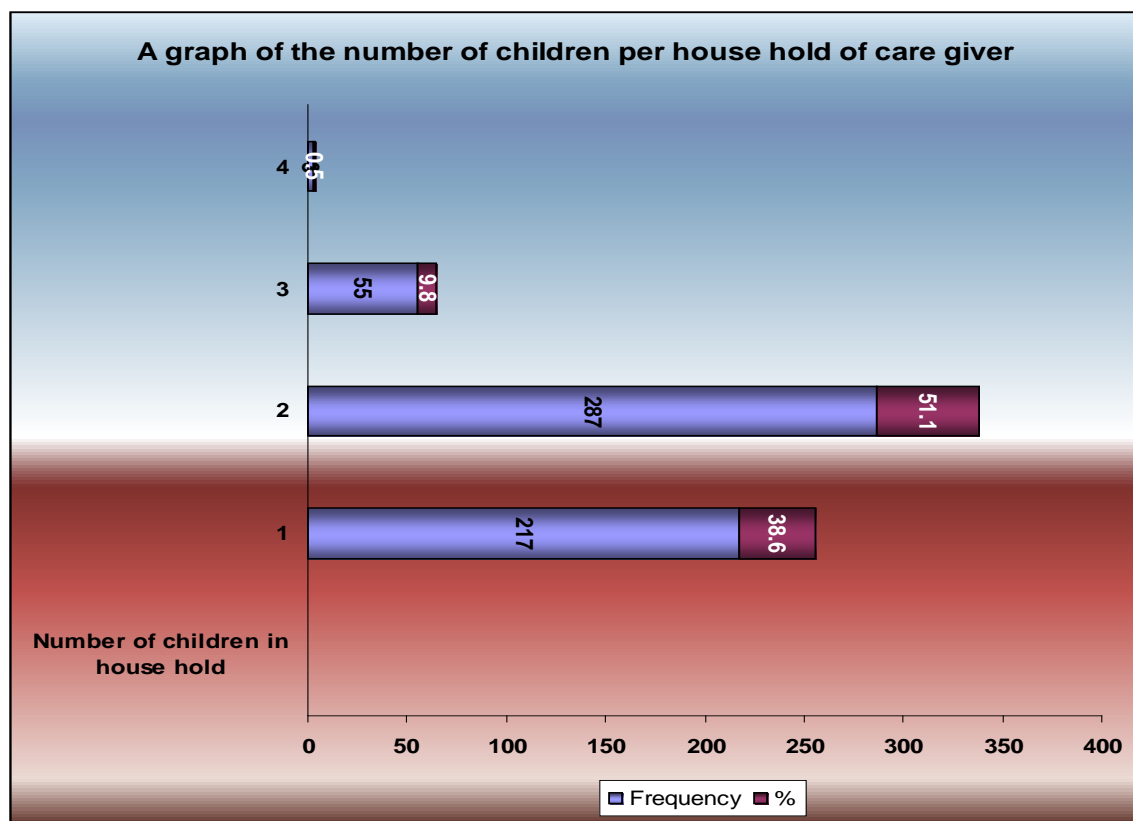 A graph of the number of children per house hold of care giver
4
0.5
3
55
9.8
2
287
51.1
1
217
38.6
Number of children in
house hold
0 50 100 150 200 250 300 350 400
Frequency %